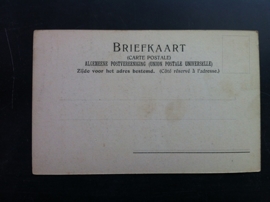 BRIEFKAART
(CARTE POSTALE)
ALGEMEENE POSTVEREENIGING (UNION POSTALE UNIVERSELLE)
Zijde voor het adres bestemd. (Côté réservé à l'adresse.)